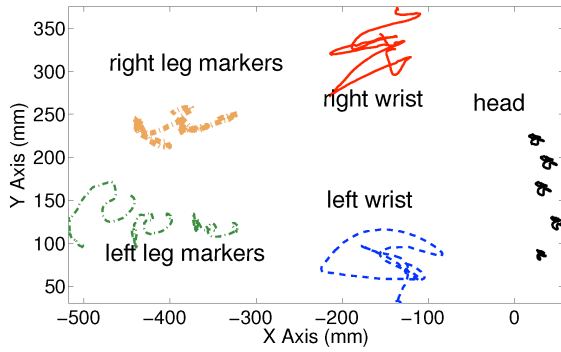 350
300
250
200
150
100
50
Y Axis (mm)
right leg markers
right wrist
head
left wrist
left leg markers
−500
−400
−300
−200
−100
0
X Axis (mm)